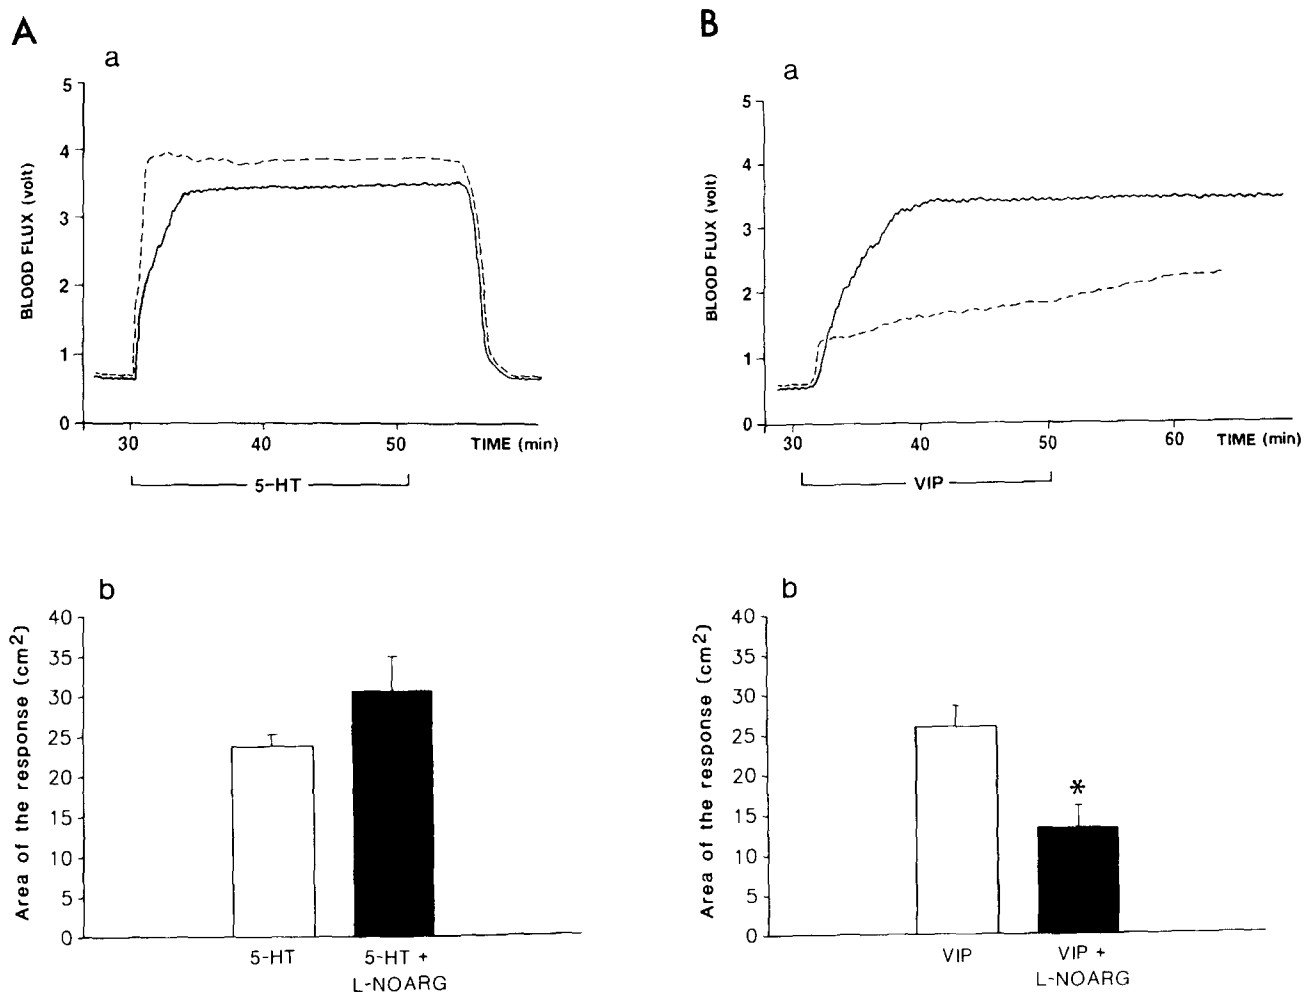 A
a
BLOOD FLUX (volt)
5
4
3
2
1
0
30
40
50
TIME (min)
5-HT
B
a
BLOOD FLUX (volt)
5
4
3
2
1
0
30
40
50
60
TIME (min)
VIP
b
Area of the response (cm²)
40
35
30
25
20
15
10
5
0
5-HT
5-HT +
L-NOARG
b
Area of the response (cm²)
40
35
30
25
20
15
10
5
0
*
VIP
VIP +
L-NOARG